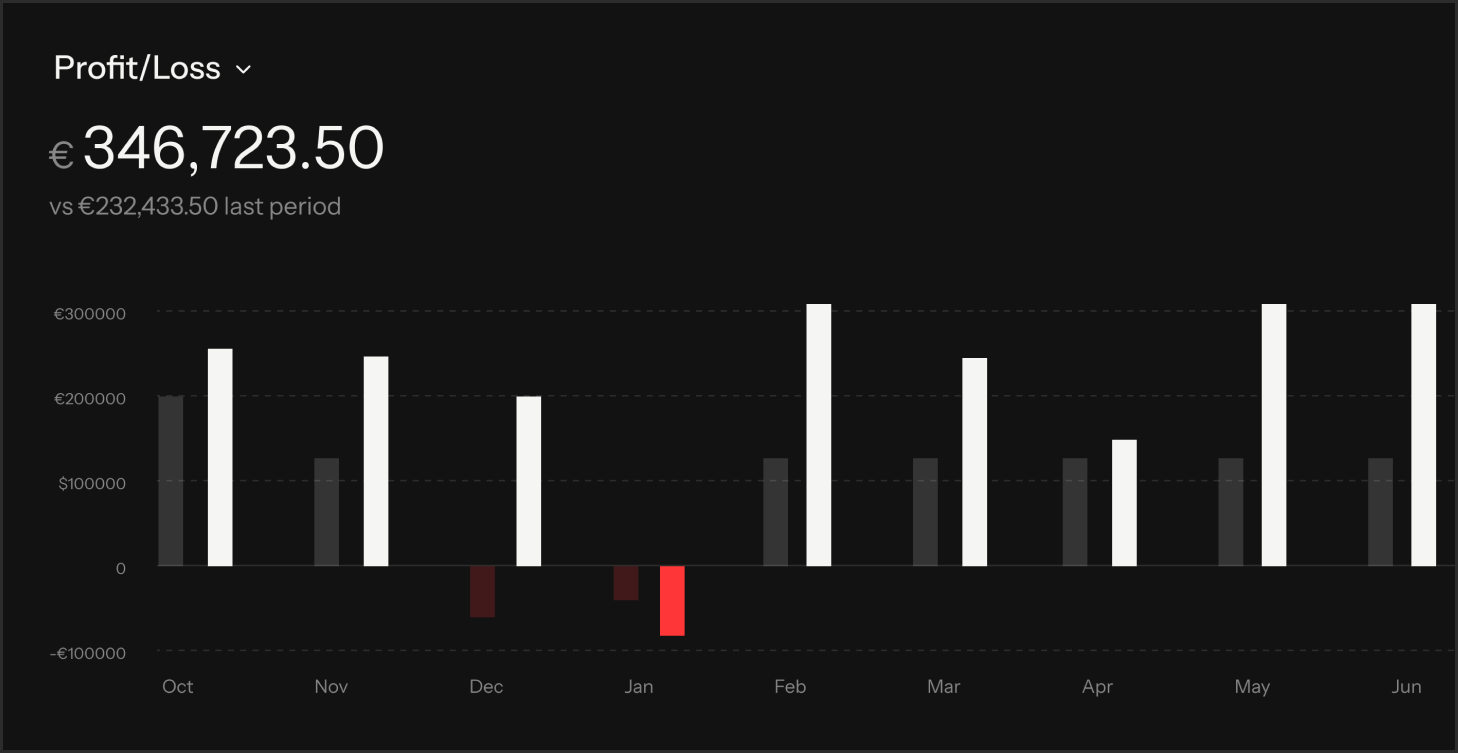 Profit/Loss
€ 346,723.50
vs €232,433.50 last period
€300000
€200000
$100000
0
-€100000
Oct Nov Dec Jan Feb Mar Apr May Jun